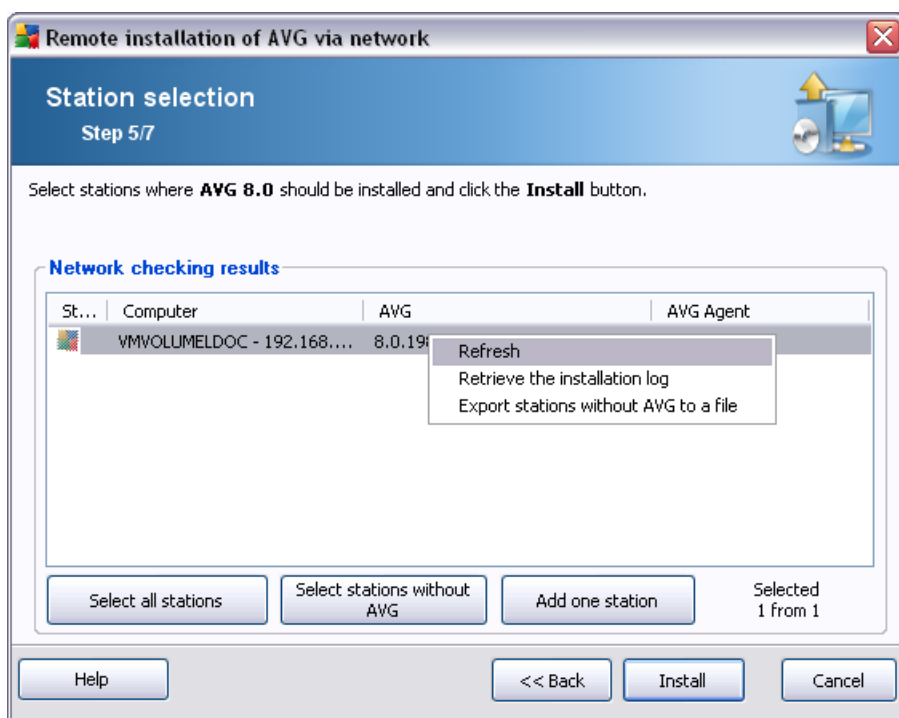 Remote installation of AVG via network
Station selection
Step 5/7
Select stations where AVG 8.0 should be installed and click the Install button.
Network checking results
St... Computer AVG AVG Agent
VMVOLUMELDOC - 192.168.... 8.0.19
Refresh
Retrieve the installation log
Export stations without AVG to a file
Select all stations
Select stations without
AVG
Add one station
Selected
1 from 1
Help
<< Back
Install
Cancel